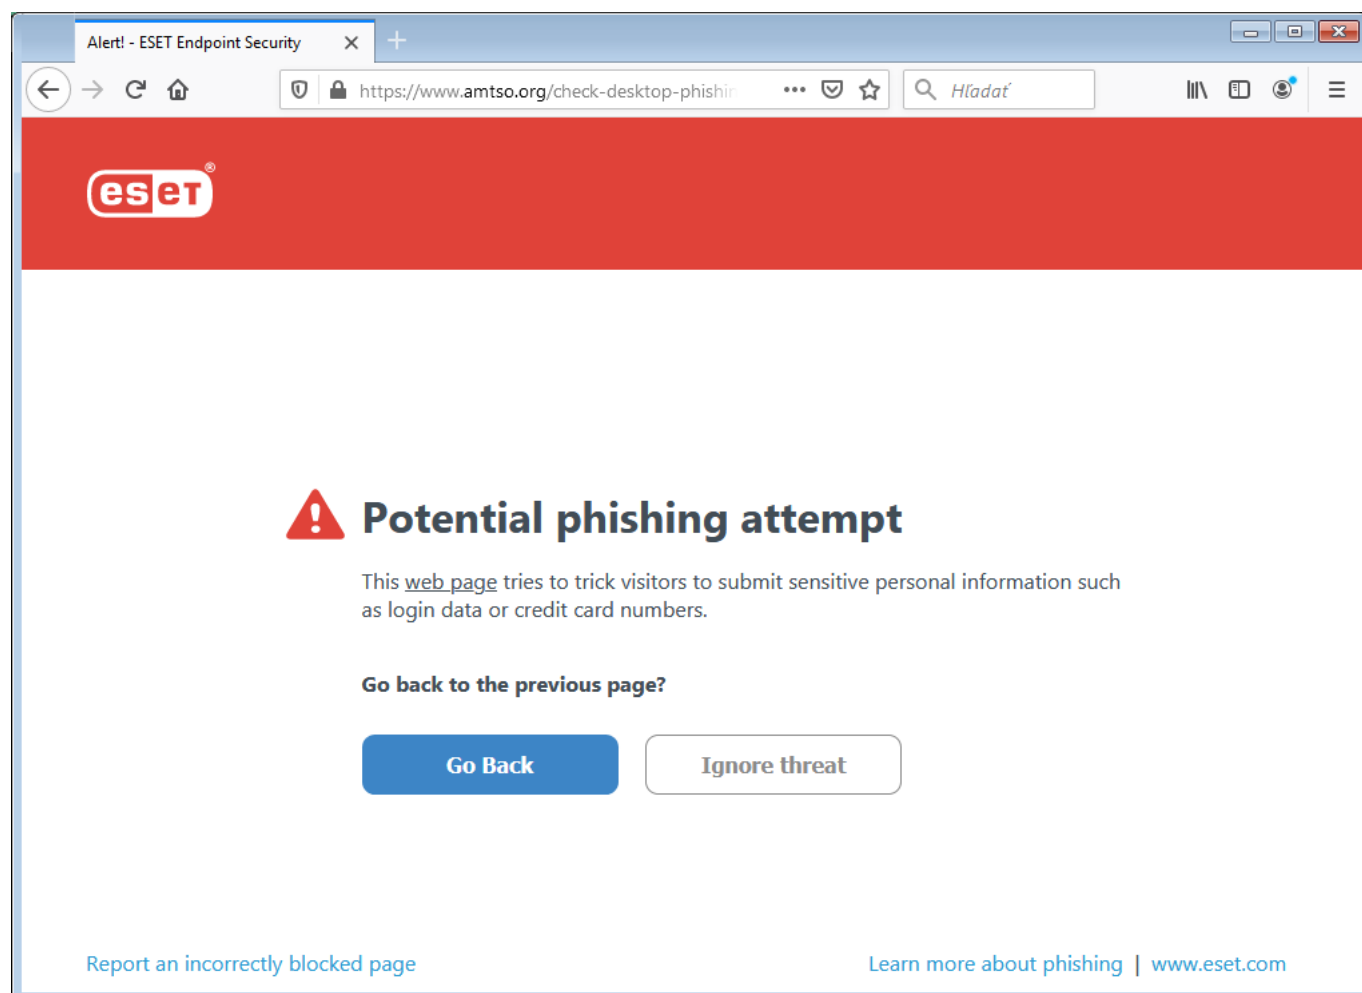 Alert! - ESET Endpoint Security
https://www.amtso.org/check-desktop-phishin
Hľadať
eseT®
Potential phishing attempt
This web page tries to trick visitors to submit sensitive personal information such
as login data or credit card numbers.
Go back to the previous page?
Go Back Ignore threat
Report an incorrectly blocked page Learn more about phishing | www.eset.com